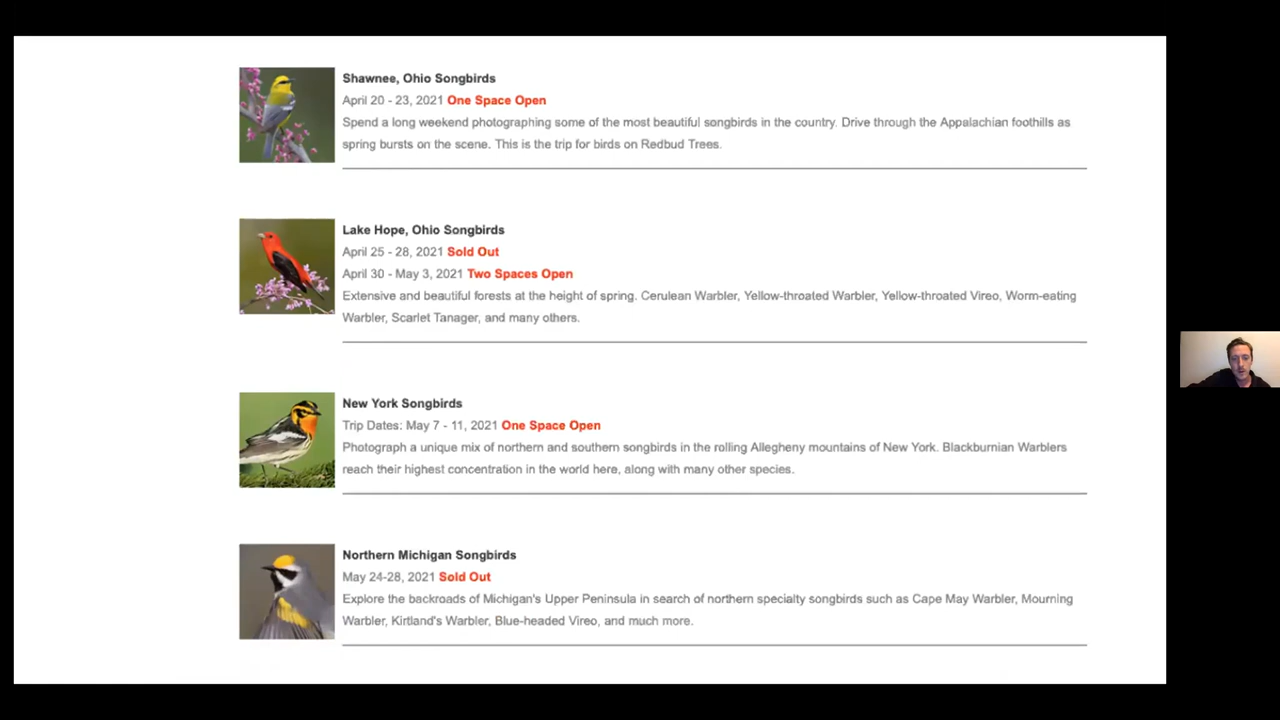 Shawnee, Ohio Songbirds
April 20 - 23, 2021 One Space Open
Spend a long weekend photographing some of the most beautiful songbirds in the country. Drive through the Appalachian foothills as
spring bursts on the scene. This is the trip for birds on Redbud Trees.
Lake Hope, Ohio Songbirds
April 25 - 28, 2021 Sold Out
April 30 - May 3, 2021 Two Spaces Open
Extensive and beautiful forests at the height of spring. Cerulean Warbler, Yellow-throated Warbler, Yellow-throated Vireo, Worm-eating
Warbler, Scarlet Tanager, and many others.
New York Songbirds
Trip Dates: May 7 - 11, 2021 One Space Open
Photograph a unique mix of northern and southern songbirds in the rolling Allegheny mountains of New York. Blackburnian Warblers
reach their highest concentration in the world here, along with many other species.
Northern Michigan Songbirds
May 24-28, 2021 Sold Out
Explore the backroads of Michigan's Upper Peninsula in search of northern specialty songbirds such as Cape May Warbler, Mourning
Warbler, Kirtland's Warbler, Blue-headed Vireo, and much more.